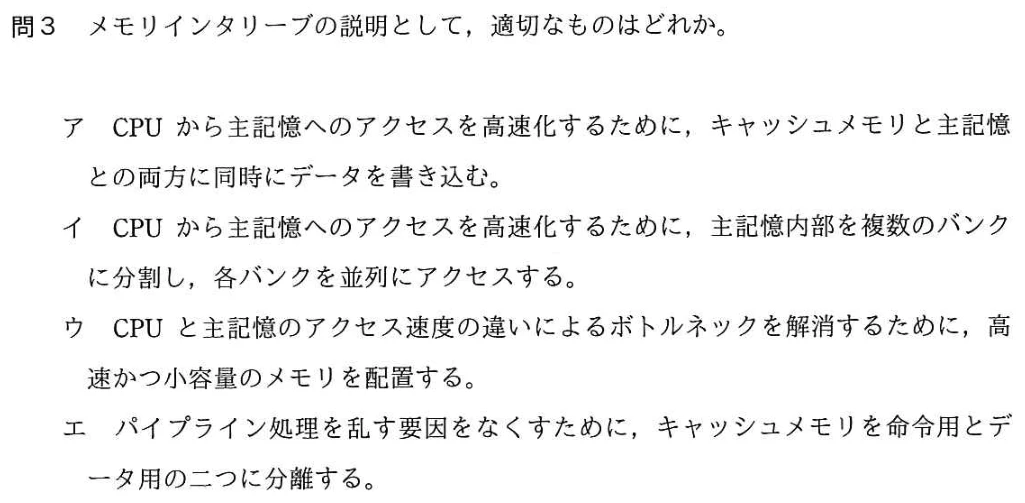 問3　メモリインタリーブの説明として，適切なものはどれか。
ア　CPU から主記憶へのアクセスを高速化するために，キャッシュメモリと主記憶
との両方に同時にデータを書き込む。
イ　CPU から主記憶へのアクセスを高速化するために，主記憶内部を複数のバンク
に分割し，各バンクを並列にアクセスする。
ウ　CPU と主記憶のアクセス速度の違いによるボトルネックを解消するために，高
速かつ小容量のメモリを配置する。
エ　パイプライン処理を乱す要因をなくすために，キャッシュメモリを命令用とデ
ータ用の二つに分離する。